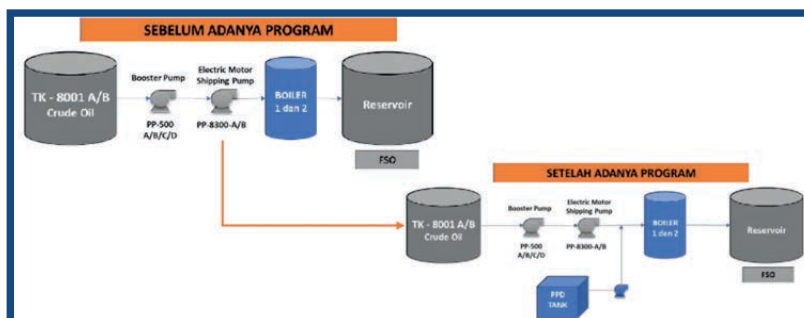 SEBELUM ADANYA PROGRAM
TK - 8001 A/B
Crude Oil
Booster Pump
PP-500
A/B/C/D
Electric Motor
Shipping Pump
PP-8300-A/B
BOILER
1 dan 2
Reservoir
FSO
SETELAH ADANYA PROGRAM
TK - 8001 A/B
Crude Oil
Booster Pump
PP-500
A/B/C/D
Electric Motor
Shipping Pump
PP-8300-A/B
BOILER
1 dan 2
Reservoir
FSO
PPD
TANK